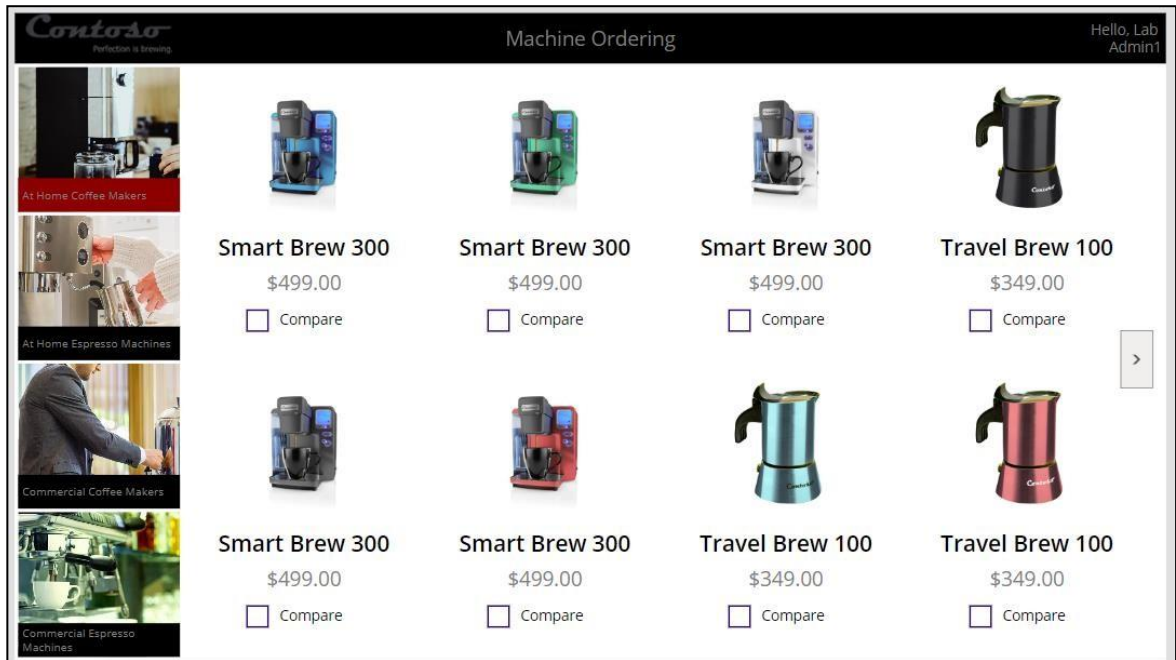 Contoso
Perfection is brewing.
Machine Ordering
Hello, Lab
Admin1
At Home Coffee Makers
At Home Espresso Machines
Commercial Coffee Makers
Commercial Espresso
Machines
Smart Brew 300
$499.00
Compare
Smart Brew 300
$499.00
Compare
Smart Brew 300
$499.00
Compare
Contoso
Travel Brew 100
$349.00
Compare
>
Smart Brew 300
$499.00
Compare
Smart Brew 300
$499.00
Compare
Contoso
Travel Brew 100
$349.00
Compare
Contoso
Travel Brew 100
$349.00
Compare